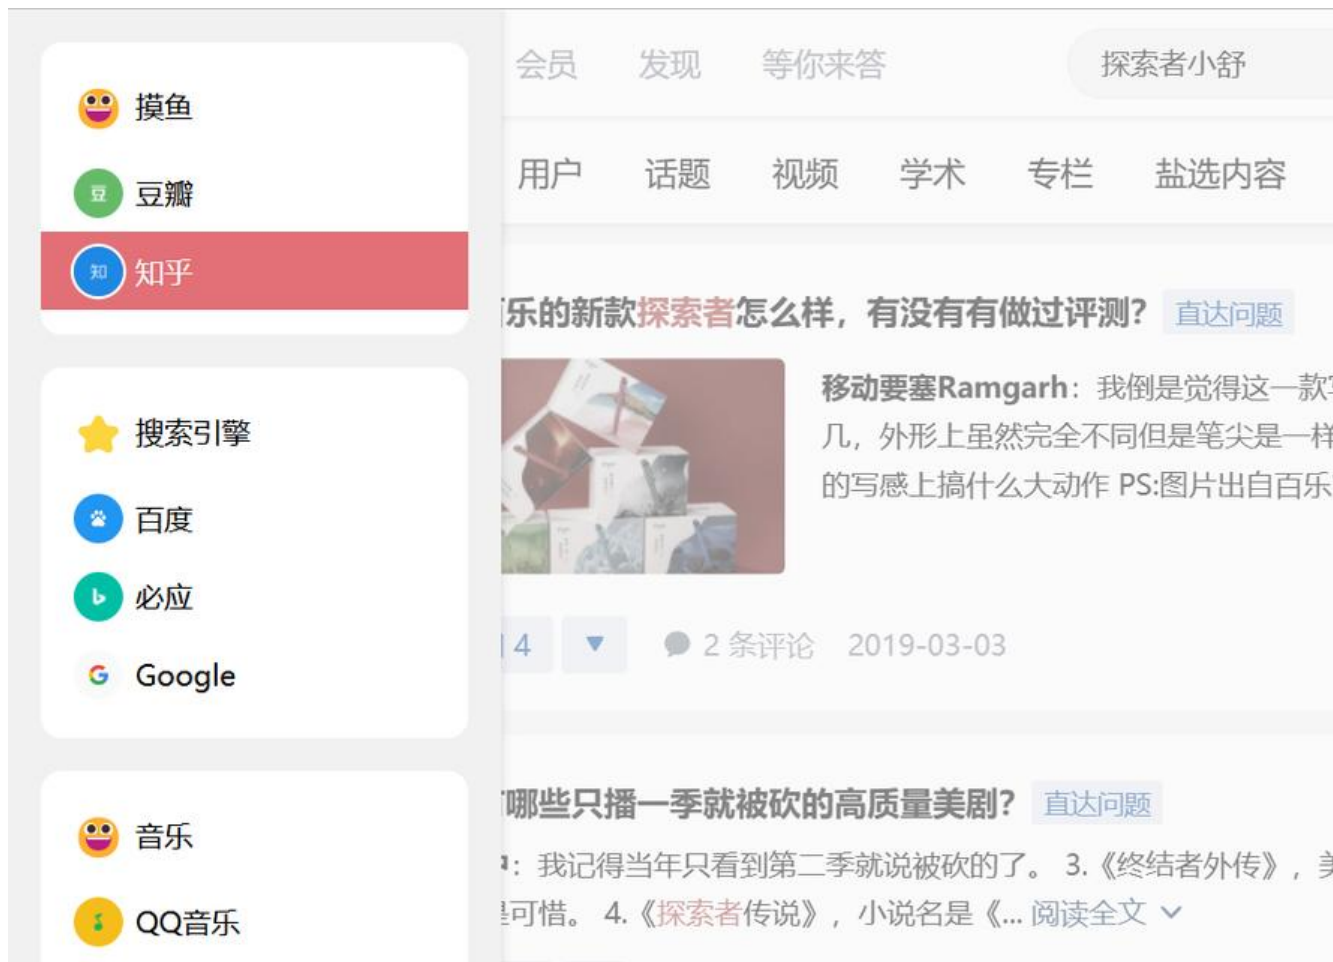 摸鱼
豆 豆瓣
知 知乎
搜索引擎
百度
必应
Google
音乐
QQ音乐
会员 发现 等你来答 探索者小舒
用户 话题 视频 学术 专栏 盐选内容
乐的新款探索者怎么样，有没有有做过评测？ 直达问题
移动要塞Ramgarh：我倒是觉得这一款
几，外形上虽然完全不同但是笔尖是一样
的写感上搞什么大动作 PS:图片出自百乐
4 2 条评论 2019-03-03
哪些只播一季就被砍的高质量美剧？ 直达问题
：我记得当年只看到第二季就说被砍的了。 3.《终结者外传》，
可惜。 4.《探索者传说》，小说名是《... 阅读全文